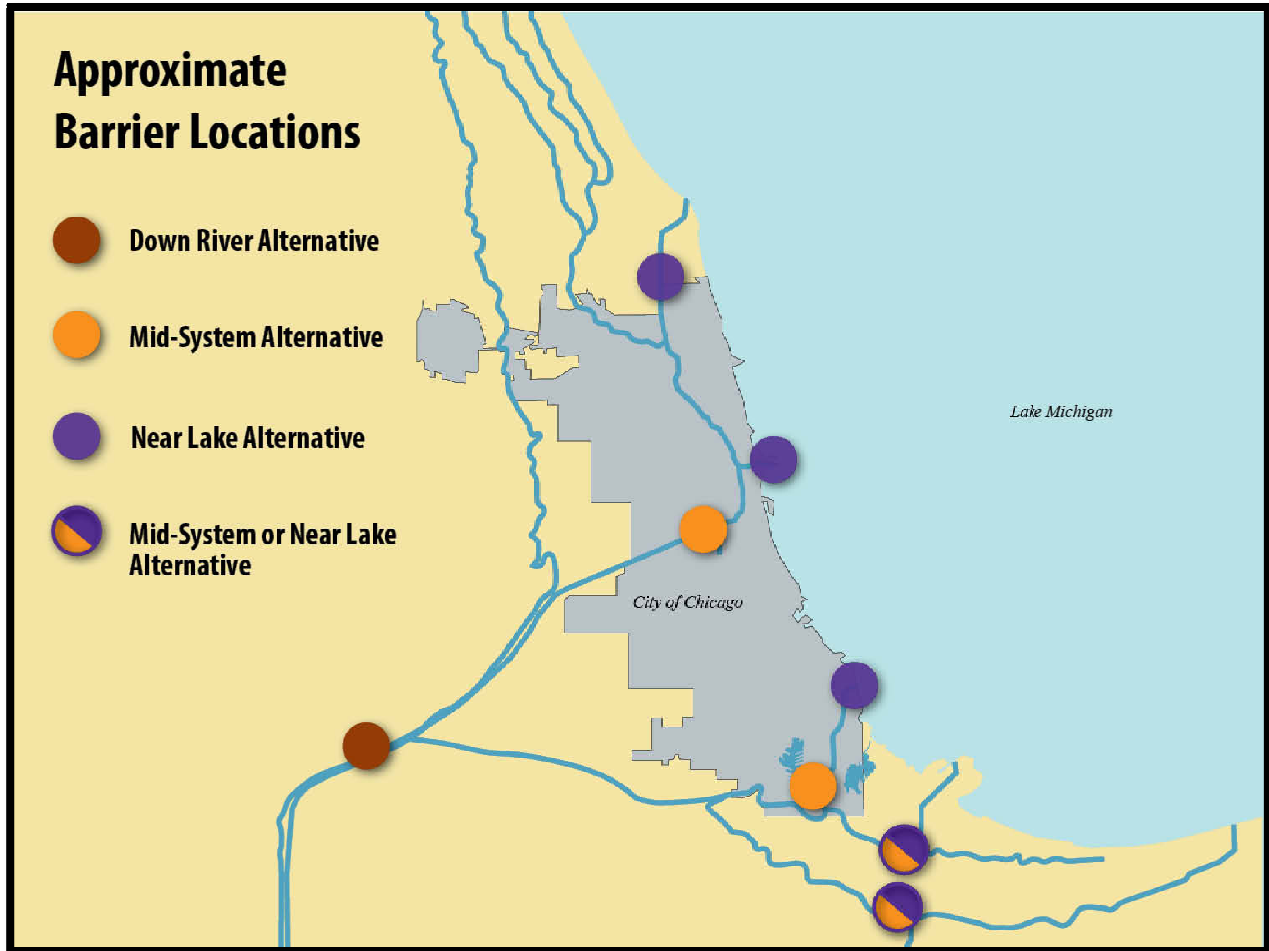 Approximate
Barrier Locations
Down River Alternative
Mid-System Alternative
Near Lake Alternative
Mid-System or Near Lake
Alternative
Lake Michigan
City of Chicago